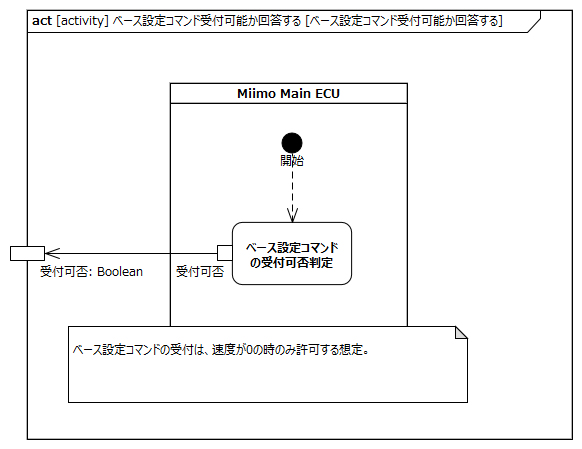 act [activity] ベース設定コマンド受付可能か回答する [ベース設定コマンド受付可能か回答する]
Miimo Main ECU
開始
ベース設定コマンド
の受付可否判定
受付可否: Boolean
受付可否
ベース設定コマンドの受付は、速度が0の時のみ許可する想定。